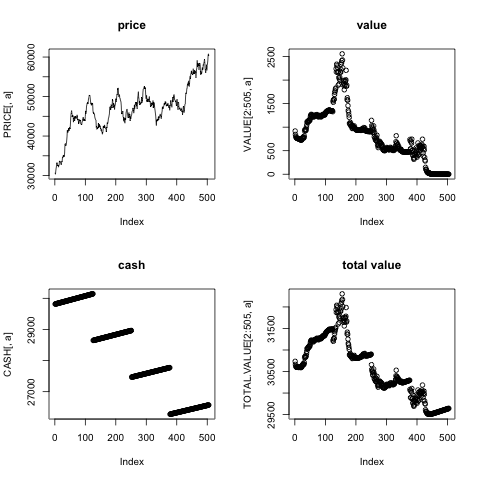 price
PRICE[, a]
30000 40000 50000 60000
0 100 200 300 400 500
Index
value
VALUE[2:505, a]
0 500 1500 2500
0 100 200 300 400 500
Index
cash
CASH[, a]
27000 29000
0 100 200 300 400 500
Index
total value
TOTAL.VALUE[2:505, a]
29500 30500 31500
0 100 200 300 400 500
Index